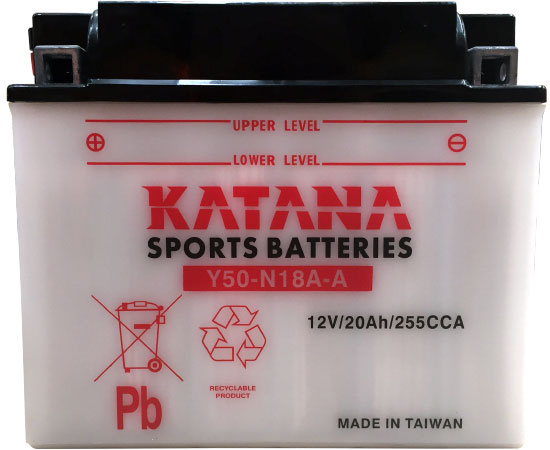 UPPER LEVEL
LOWER LEVEL
KATANA
SPORTS BATTERIES
Y50-N18A-A
12V/20Ah/255CCA
Pb
RECYCLABLE
PRODUCT
MADE IN TAIWAN